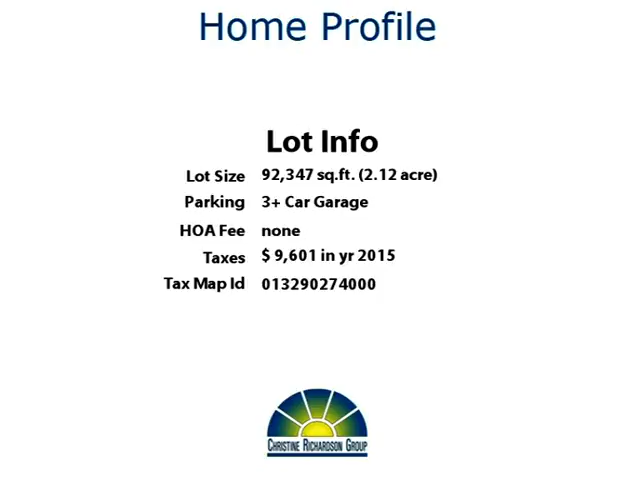 Home Profile
Lot Info
Lot Size 92,347 sq.ft. (2.12 acre)
Parking 3+ Car Garage
HOA Fee none
Taxes $ 9,601 in yr 2015
Tax Map Id 013290274000
Christine Richardson Group